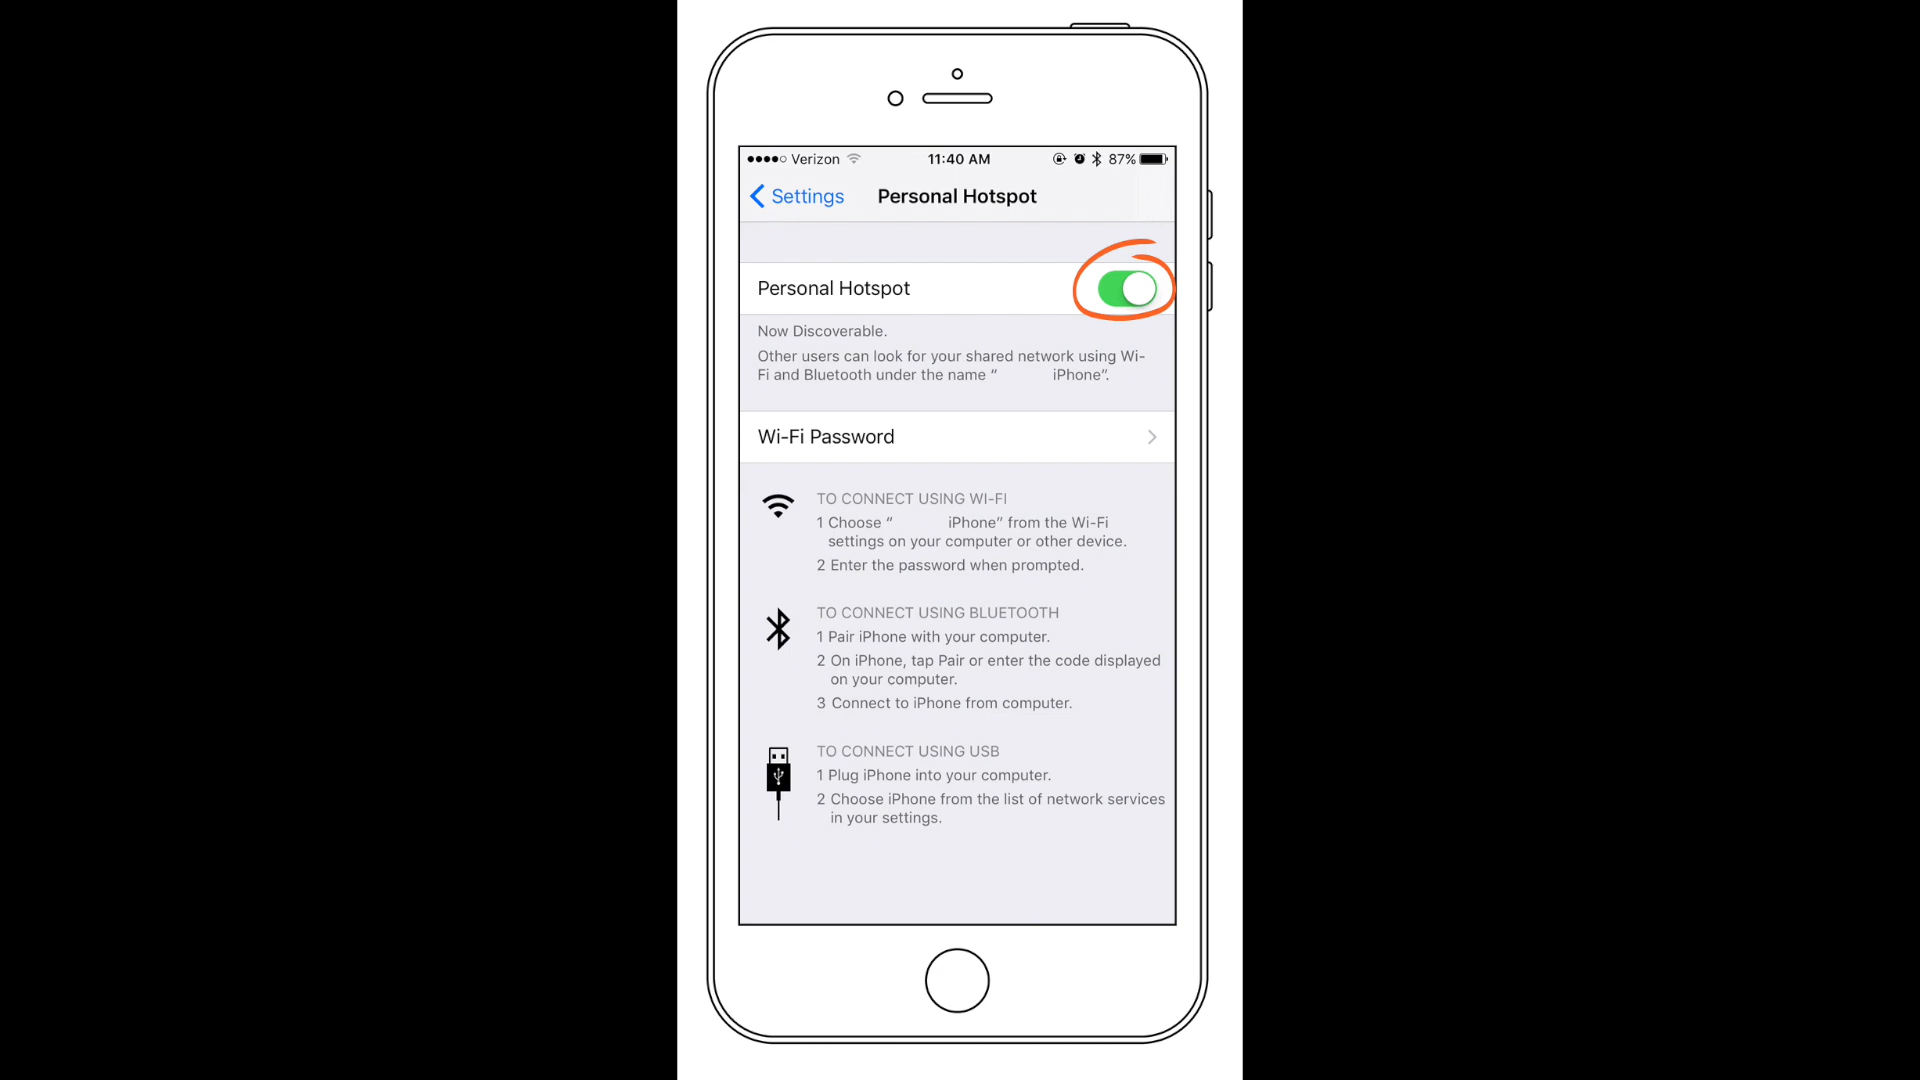 Verizon 11:40 AM 87%
Settings Personal Hotspot
Personal Hotspot
Now Discoverable.
Other users can look for your shared network using Wi-
Fi and Bluetooth under the name “ iPhone”.
Wi-Fi Password
TO CONNECT USING WI-FI
1 Choose “ iPhone” from the Wi-Fi
settings on your computer or other device.
2 Enter the password when prompted.
TO CONNECT USING BLUETOOTH
1 Pair iPhone with your computer.
2 On iPhone, tap Pair or enter the code displayed
on your computer.
3 Connect to iPhone from computer.
TO CONNECT USING USB
1 Plug iPhone into your computer.
2 Choose iPhone from the list of network services
in your settings.